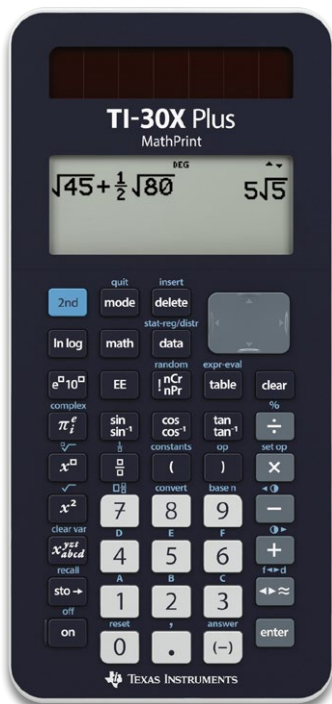 TI-30X Plus
MathPrint
DEG
√45+½√80 5√5
quit insert
2nd mode delete
stat-reg/distr
ln log math data
random expr-eval
e□10□ EE ! nCr nPr table clear
complex %
π e i sin sin-1 cos cos-1 tan tan-1 ÷
constants op set op
x□ ( ) ×
convert base n
x² 7 8 9 −
clear var D E F
x yzt abcd 4 5 6 +
recall A B C f◄►d
sto→ 1 2 3 ◄►≈
off reset , answer
on 0 . (−) enter
TEXAS INSTRUMENTS